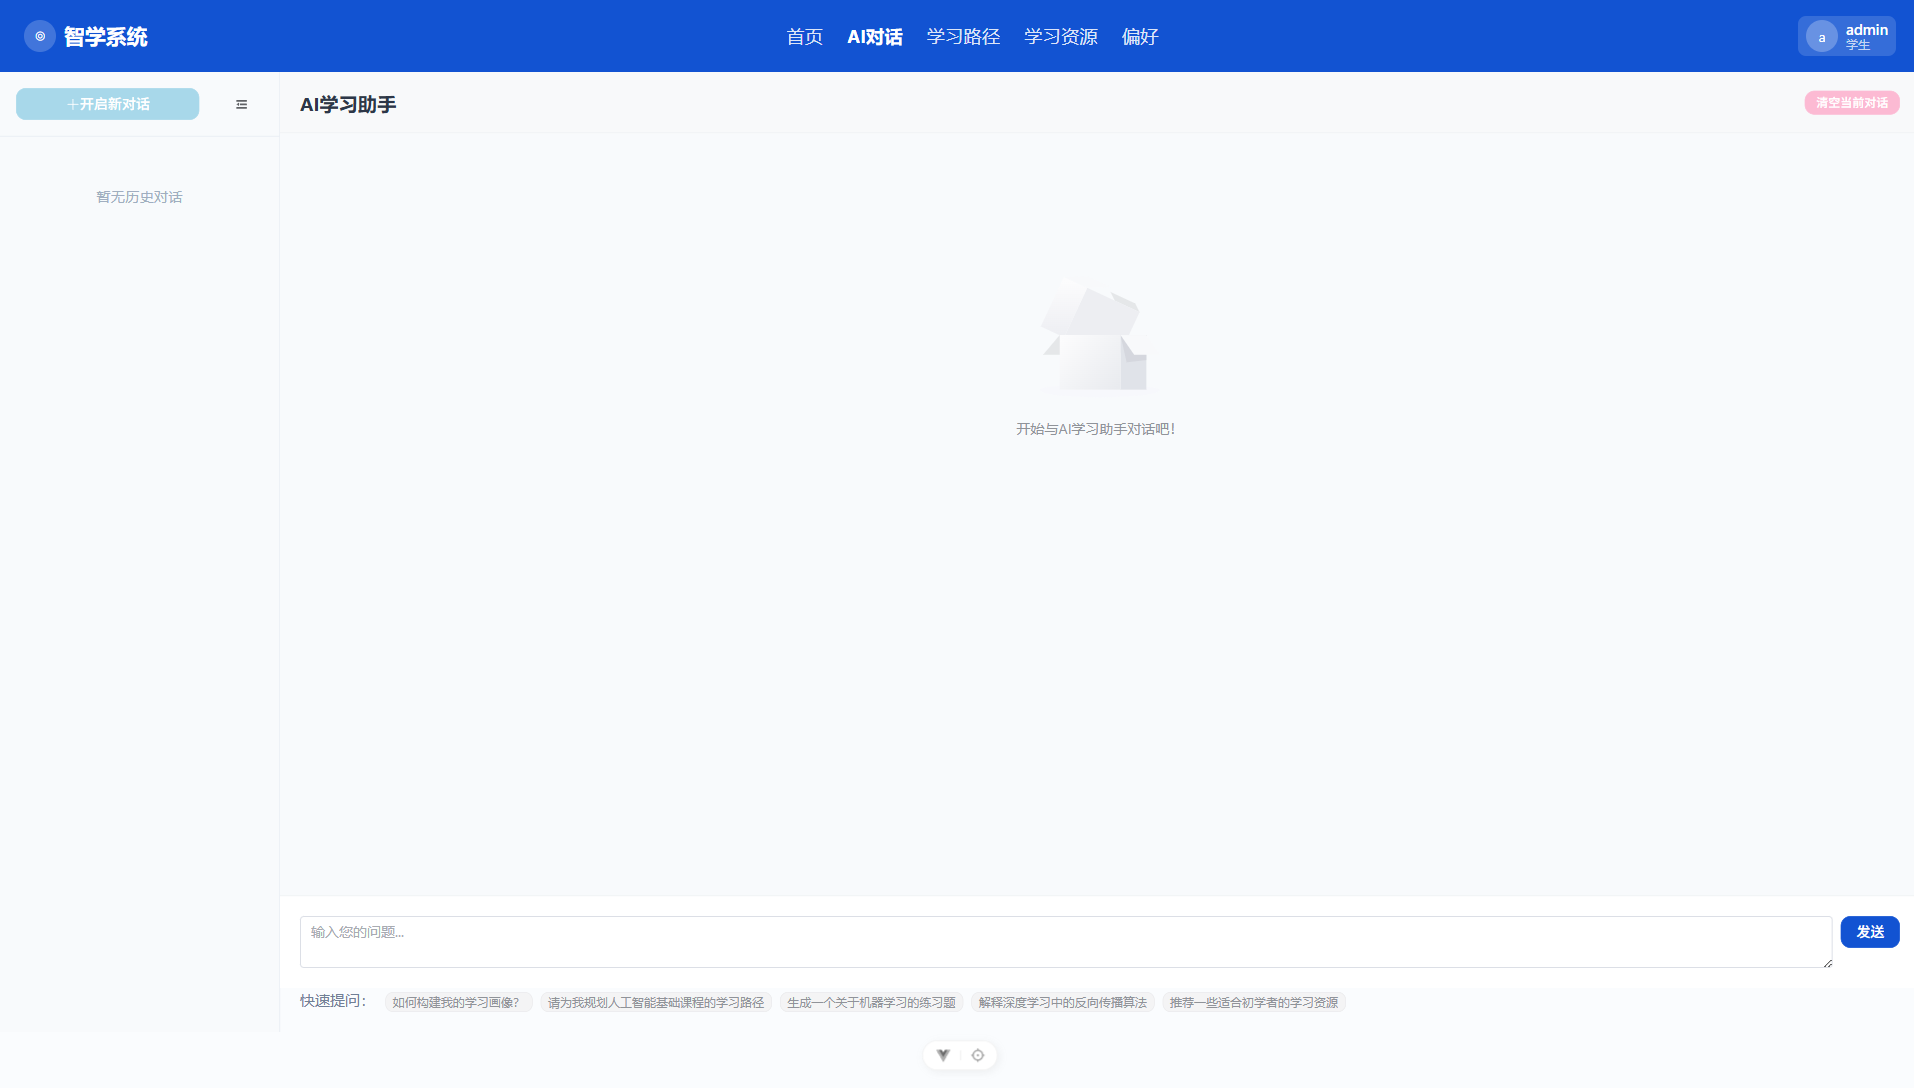 智学系统
首页 AI对话 学习路径 学习资源 偏好
a
admin
学生
+开启新对话
AI学习助手
清空当前对话
暂无历史对话
开始与AI学习助手对话吧！
输入您的问题...
发送
快速提问：
如何构建我的学习画像？
请为我规划人工智能基础课程的学习路径
生成一个关于机器学习的练习题
解释深度学习中的反向传播算法
推荐一些适合初学者的学习资源